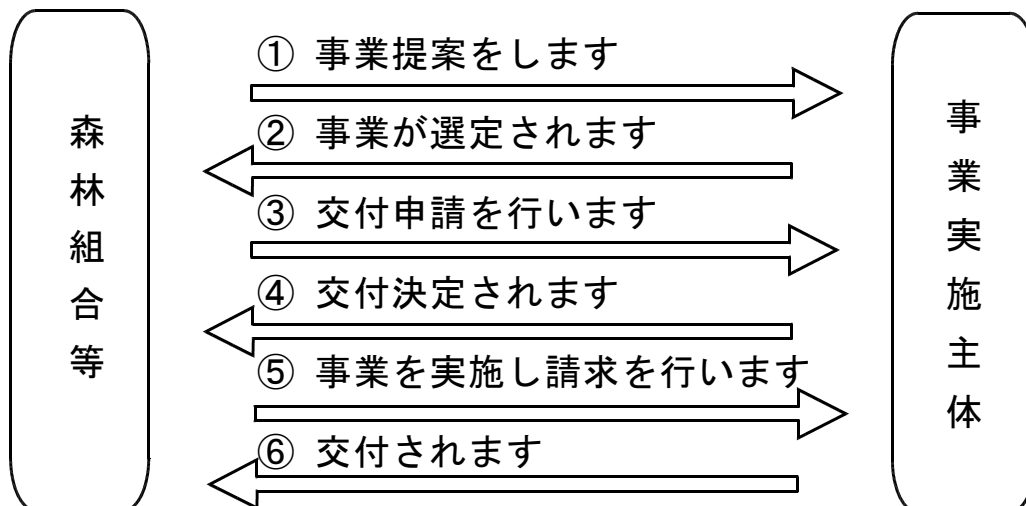 森林組合等
① 事業提案をします
② 事業が選定されます
③ 交付申請を行います
④ 交付決定されます
⑤ 事業を実施し請求を行います
⑥ 交付されます
事業実施主体